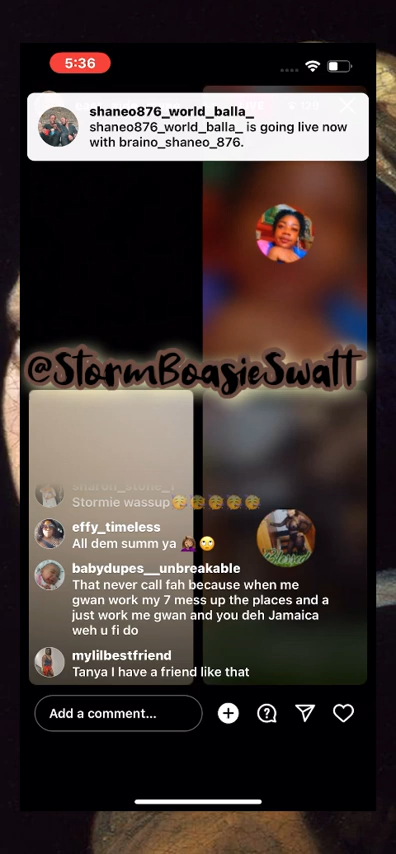 5:36
shaneo876_world_balla_
shaneo876_world_balla_ is going live now
with braino_shaneo_876.
@StormBoasieSwatt
sharon_stone_1
Stormie wassup🥳🥳🥳🥳🥳
effy_timeless
All dem summ ya 🤦🏽‍♀️🙄
babydupes__unbreakable
That never call fah because when me
gwan work my 7 mess up the places and a
just work me gwan and you deh Jamaica
weh u fi do
mylilbestfriend
Tanya I have a friend like that
Add a comment...